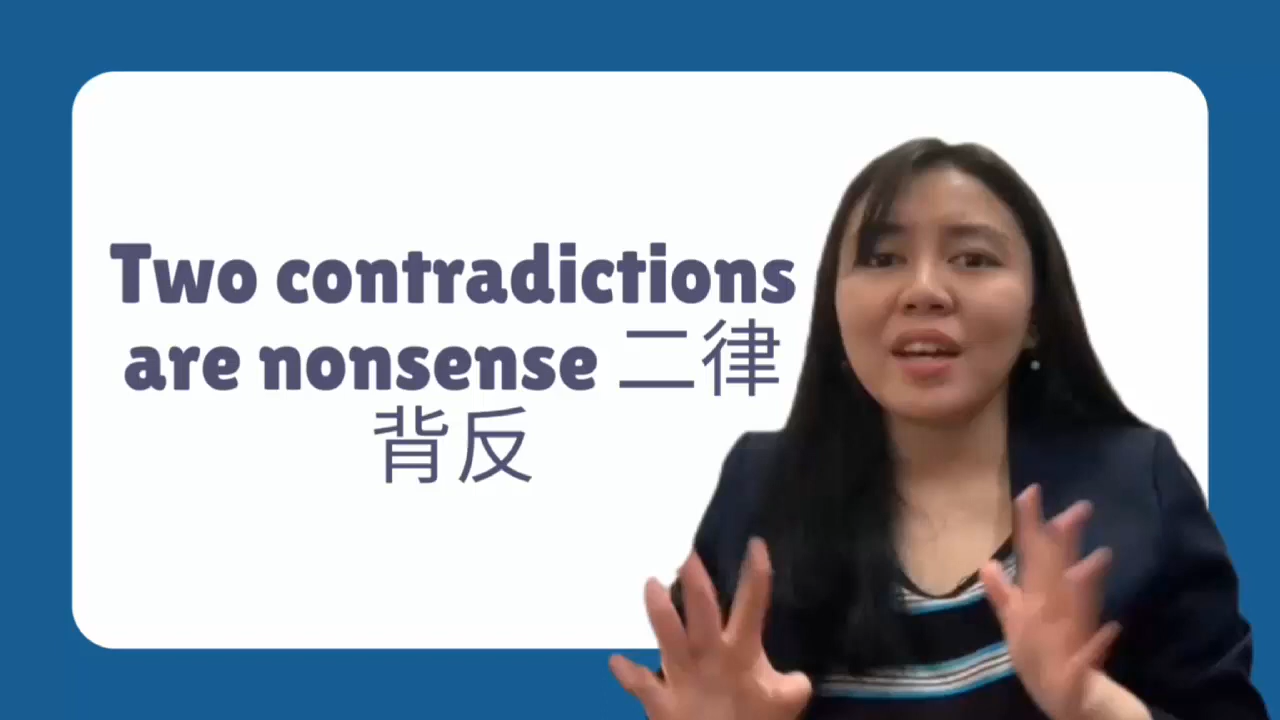 Two contradictions
are nonsense 二律
背反